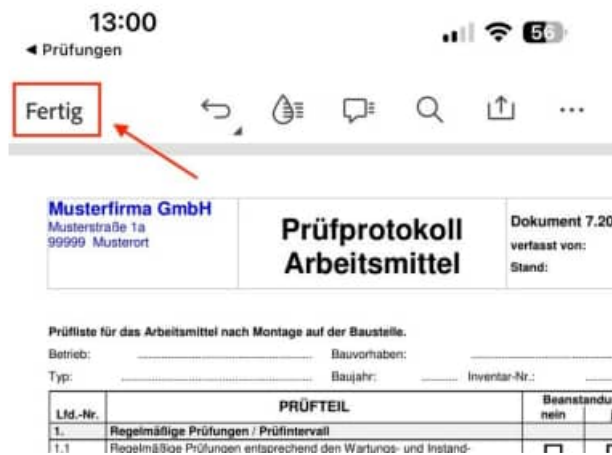 13:00
56
◀ Prüfungen
Fertig
Musterfirma GmbH
Musterstraße 1a
99999 Musterort
Prüfprotokoll
Arbeitsmittel
Dokument 7.20
verfasst von:
Stand:
Prüfliste für das Arbeitsmittel nach Montage auf der Baustelle.
Betrieb: Bauvorhaben:
Typ: Baujahr: Inventar-Nr.:
Lfd.-Nr. PRÜFTEIL Beanstandu
nein
1. Regelmäßige Prüfungen / Prüfintervall
1.1 Regelmäßige Prüfungen entsprechend den Wartungs- und Instand-